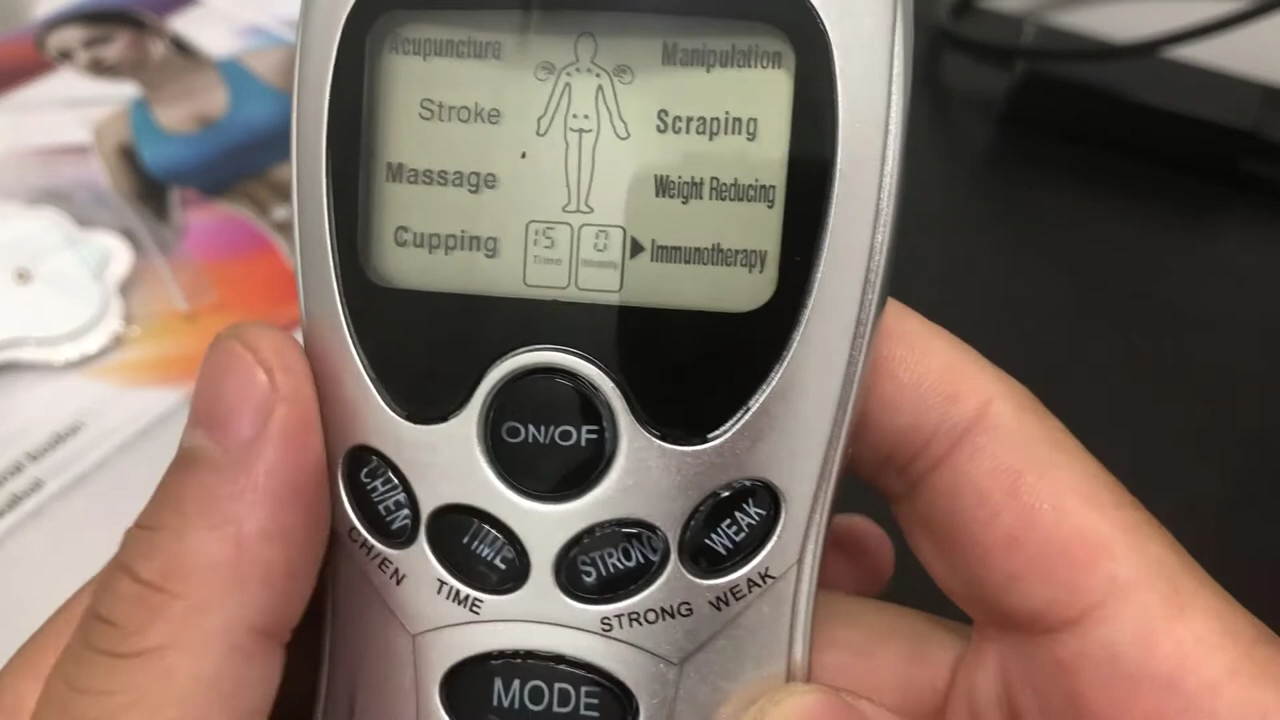 Acupuncture
Stroke
Massage
Cupping
Manipulation
Scraping
Weight Reducing
Immunotherapy
15
Time
0
ON/OF
CH/EN
TIME
STRONG
WEAK
CH/EN
TIME
STRONG
WEAK
MODE